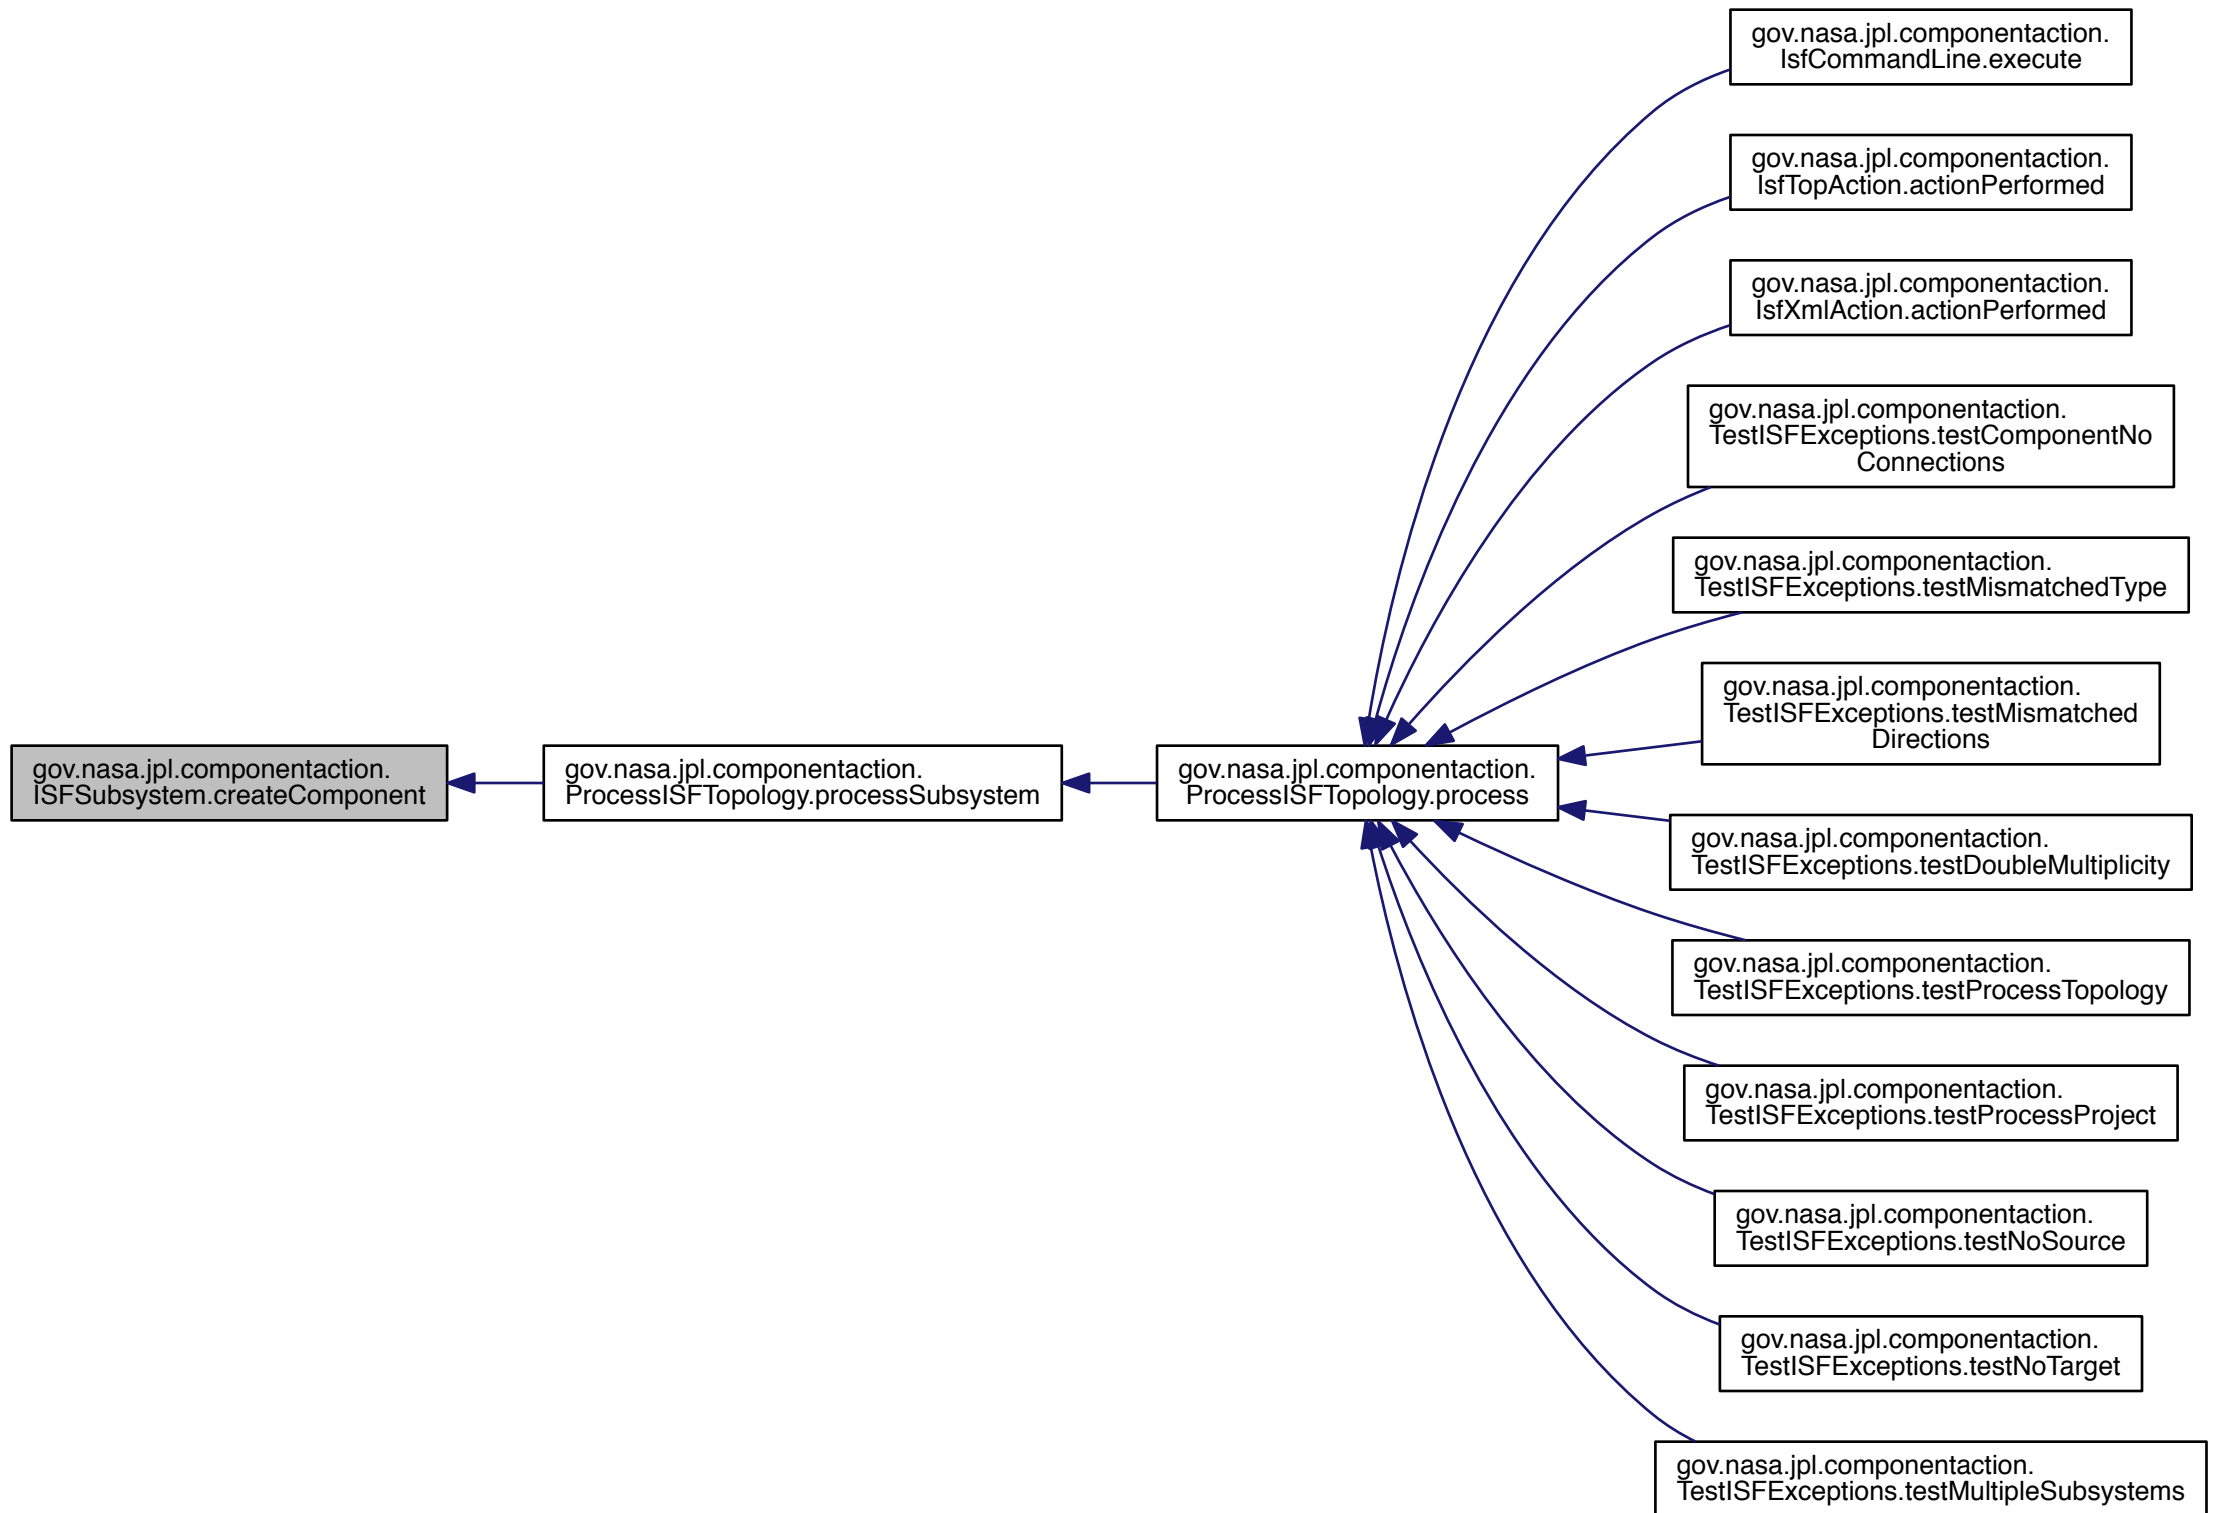 gov.nasa.jpl.componentaction.
ISFSubsystem.createComponent
gov.nasa.jpl.componentaction.
ProcessISFTopology.processSubsystem
gov.nasa.jpl.componentaction.
ProcessISFTopology.process
gov.nasa.jpl.componentaction.
IsfCommandLine.execute
gov.nasa.jpl.componentaction.
IsfTopAction.actionPerformed
gov.nasa.jpl.componentaction.
IsfXmlAction.actionPerformed
gov.nasa.jpl.componentaction.
TestISFExceptions.testComponentNo
Connections
gov.nasa.jpl.componentaction.
TestISFExceptions.testMismatchedType
gov.nasa.jpl.componentaction.
TestISFExceptions.testMismatched
Directions
gov.nasa.jpl.componentaction.
TestISFExceptions.testDoubleMultiplicity
gov.nasa.jpl.componentaction.
TestISFExceptions.testProcessTopology
gov.nasa.jpl.componentaction.
TestISFExceptions.testProcessProject
gov.nasa.jpl.componentaction.
TestISFExceptions.testNoSource
gov.nasa.jpl.componentaction.
TestISFExceptions.testNoTarget
gov.nasa.jpl.componentaction.
TestISFExceptions.testMultipleSubsystems